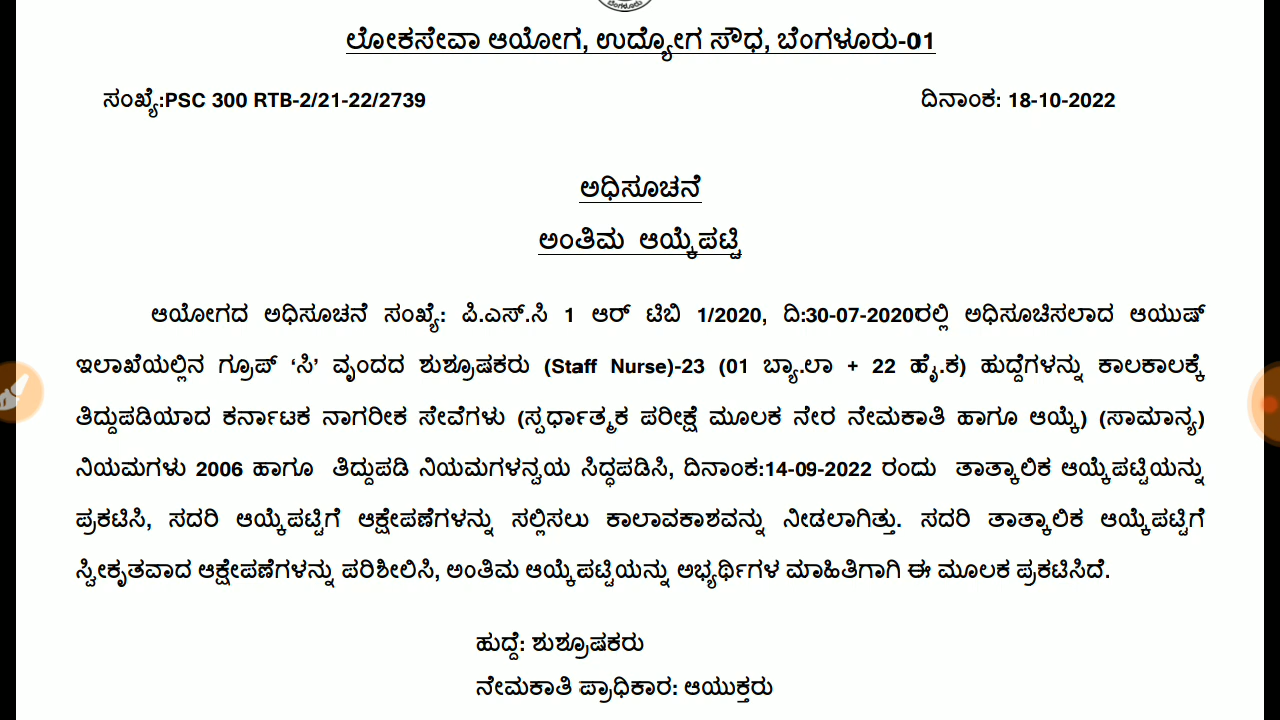 ಬೆಂಗಳೂರು
ಲೋಕಸೇವಾ ಆಯೋಗ, ಉದ್ಯೋಗ ಸೌಧ, ಬೆಂಗಳೂರು-01
ಸಂಖ್ಯೆ:PSC 300 RTB-2/21-22/2739 ದಿನಾಂಕ: 18-10-2022
ಅಧಿಸೂಚನೆ
ಅಂತಿಮ ಆಯ್ಕೆಪಟ್ಟಿ
ಆಯೋಗದ ಅಧಿಸೂಚನೆ ಸಂಖ್ಯೆ: ಪಿ.ಎಸ್.ಸಿ 1 ಆರ್ ಟಿಬಿ 1/2020, ದಿ:30-07-2020ರಲ್ಲಿ ಅಧಿಸೂಚಿಸಲಾದ ಆಯುಷ್
ಇಲಾಖೆಯಲ್ಲಿನ ಗ್ರೂಪ್ ‘ಸಿ’ ವೃಂದದ ಶುಶ್ರೂಷಕರು (Staff Nurse)-23 (01 ಬ್ಯಾ.ಲಾ + 22 ಹೈ.ಕ) ಹುದ್ದೆಗಳನ್ನು ಕಾಲಕಾಲಕ್ಕೆ
ತಿದ್ದುಪಡಿಯಾದ ಕರ್ನಾಟಕ ನಾಗರೀಕ ಸೇವೆಗಳು (ಸ್ಪರ್ಧಾತ್ಮಕ ಪರೀಕ್ಷೆ ಮೂಲಕ ನೇರ ನೇಮಕಾತಿ ಹಾಗೂ ಆಯ್ಕೆ) (ಸಾಮಾನ್ಯ)
ನಿಯಮಗಳು 2006 ಹಾಗೂ ತಿದ್ದುಪಡಿ ನಿಯಮಗಳನ್ವಯ ಸಿದ್ಧಪಡಿಸಿ, ದಿನಾಂಕ:14-09-2022 ರಂದು ತಾತ್ಕಾಲಿಕ ಆಯ್ಕೆಪಟ್ಟಿಯನ್ನು
ಪ್ರಕಟಿಸಿ, ಸದರಿ ಆಯ್ಕೆಪಟ್ಟಿಗೆ ಆಕ್ಷೇಪಣೆಗಳನ್ನು ಸಲ್ಲಿಸಲು ಕಾಲಾವಕಾಶವನ್ನು ನೀಡಲಾಗಿತ್ತು. ಸದರಿ ತಾತ್ಕಾಲಿಕ ಆಯ್ಕೆಪಟ್ಟಿಗೆ
ಸ್ವೀಕೃತವಾದ ಆಕ್ಷೇಪಣೆಗಳನ್ನು ಪರಿಶೀಲಿಸಿ, ಅಂತಿಮ ಆಯ್ಕೆಪಟ್ಟಿಯನ್ನು ಅಭ್ಯರ್ಥಿಗಳ ಮಾಹಿತಿಗಾಗಿ ಈ ಮೂಲಕ ಪ್ರಕಟಿಸಿದೆ.
ಹುದ್ದೆ: ಶುಶ್ರೂಷಕರು
ನೇಮಕಾತಿ ಪ್ರಾಧಿಕಾರ: ಆಯುಕ್ತರು